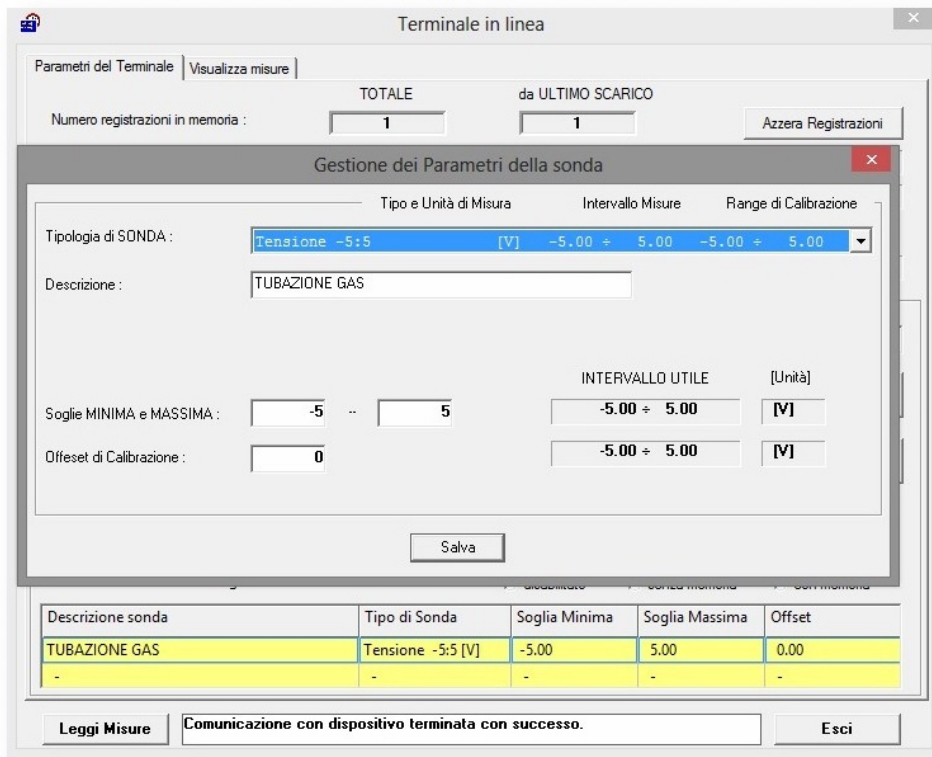 Terminale in linea
Parametri del Terminale
Visualizza misure
TOTALE
da ULTIMO SCARICO
Numero registrazioni in memoria :
1
1
Azzera Registrazioni
Gestione dei Parametri della sonda
Tipo e Unità di Misura
Intervallo Misure
Range di Calibrazione
Tipologia di SONDA :
Tensione -5:5 [V] -5.00 ÷ 5.00 -5.00 ÷ 5.00
Descrizione :
TUBAZIONE GAS
INTERVALLO UTILE
[Unità]
Soglie MINIMA e MASSIMA :
-5 -- 5
-5.00 ÷ 5.00
[V]
Offeset di Calibrazione :
0
-5.00 ÷ 5.00
[V]
Salva
Descrizione sonda
Tipo di Sonda
Soglia Minima
Soglia Massima
Offset
TUBAZIONE GAS
Tensione -5:5 [V]
-5.00
5.00
0.00
- - - - -
Leggi Misure
Comunicazione con dispositivo terminata con successo.
Esci